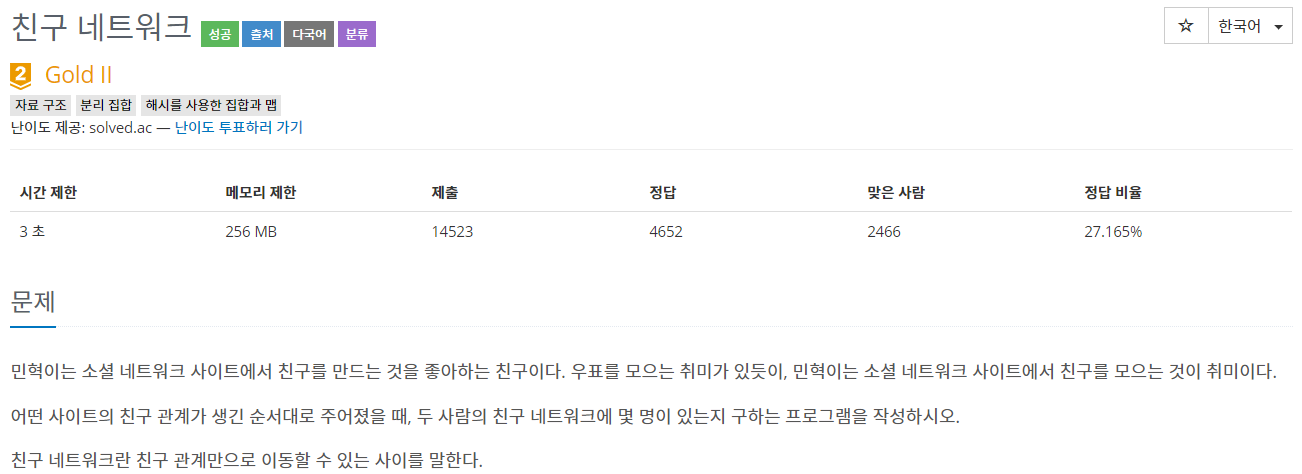 친구 네트워크 성공 출처 다국어 분류
☆ 한국어
2 Gold II
자료 구조 분리 집합 해시를 사용한 집합과 맵
난이도 제공: solved.ac — 난이도 투표하러 가기
시간 제한 메모리 제한 제출 정답 맞은 사람 정답 비율
3 초 256 MB 14523 4652 2466 27.165%
문제
민혁이는 소셜 네트워크 사이트에서 친구를 만드는 것을 좋아하는 친구이다. 우표를 모으는 취미가 있듯이, 민혁이는 소셜 네트워크 사이트에서 친구를 모으는 것이 취미이다.
어떤 사이트의 친구 관계가 생긴 순서대로 주어졌을 때, 두 사람의 친구 네트워크에 몇 명이 있는지 구하는 프로그램을 작성하시오.
친구 네트워크란 친구 관계만으로 이동할 수 있는 사이를 말한다.